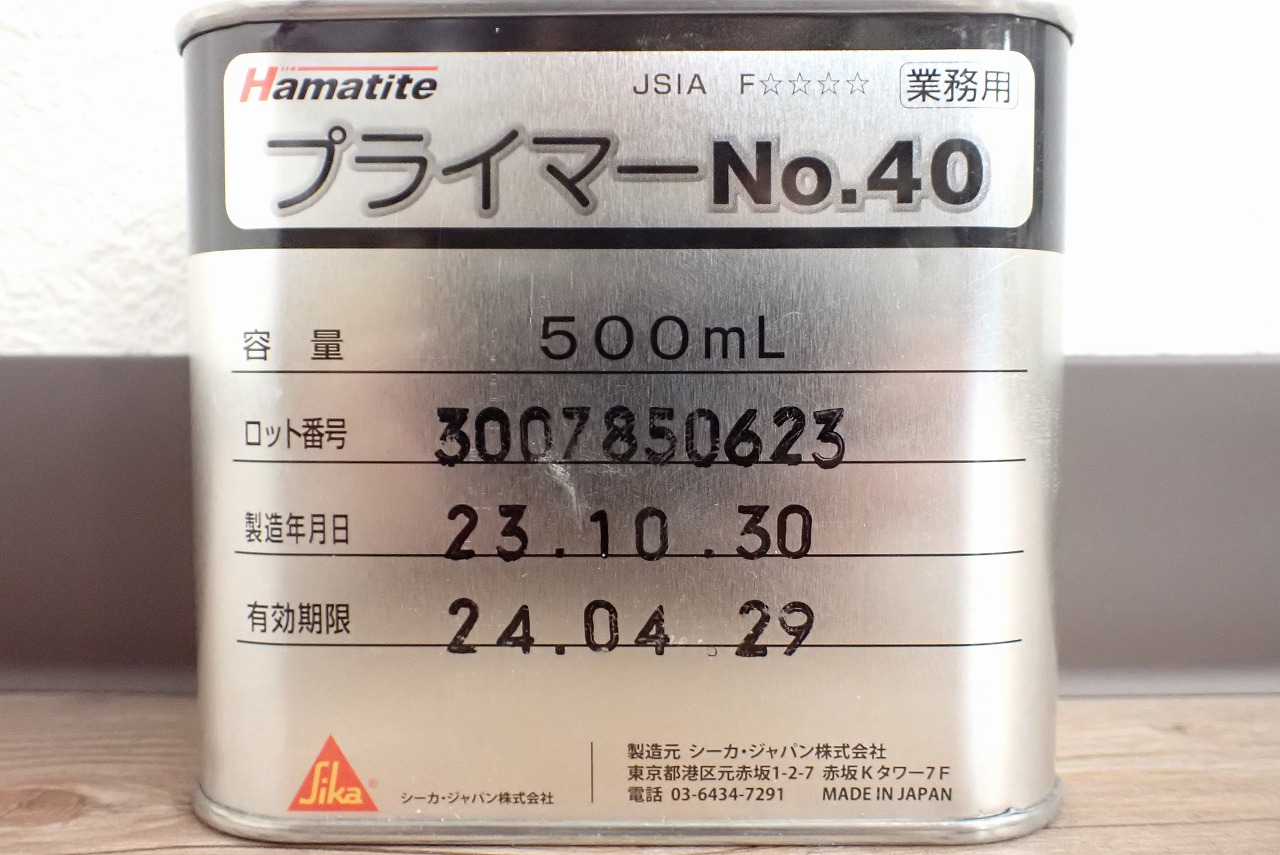 Hamatite
JSIA F☆☆☆☆ 業務用
プライマーNo.40
容量 500mL
ロット番号 3007850623
製造年月日 23.10.30
有効期限 24.04.29
Sika® シーカ・ジャパン株式会社
製造元 シーカ・ジャパン株式会社
東京都港区元赤坂1-2-7 赤坂Kタワー7F
電話 03-6434-7291 MADE IN JAPAN